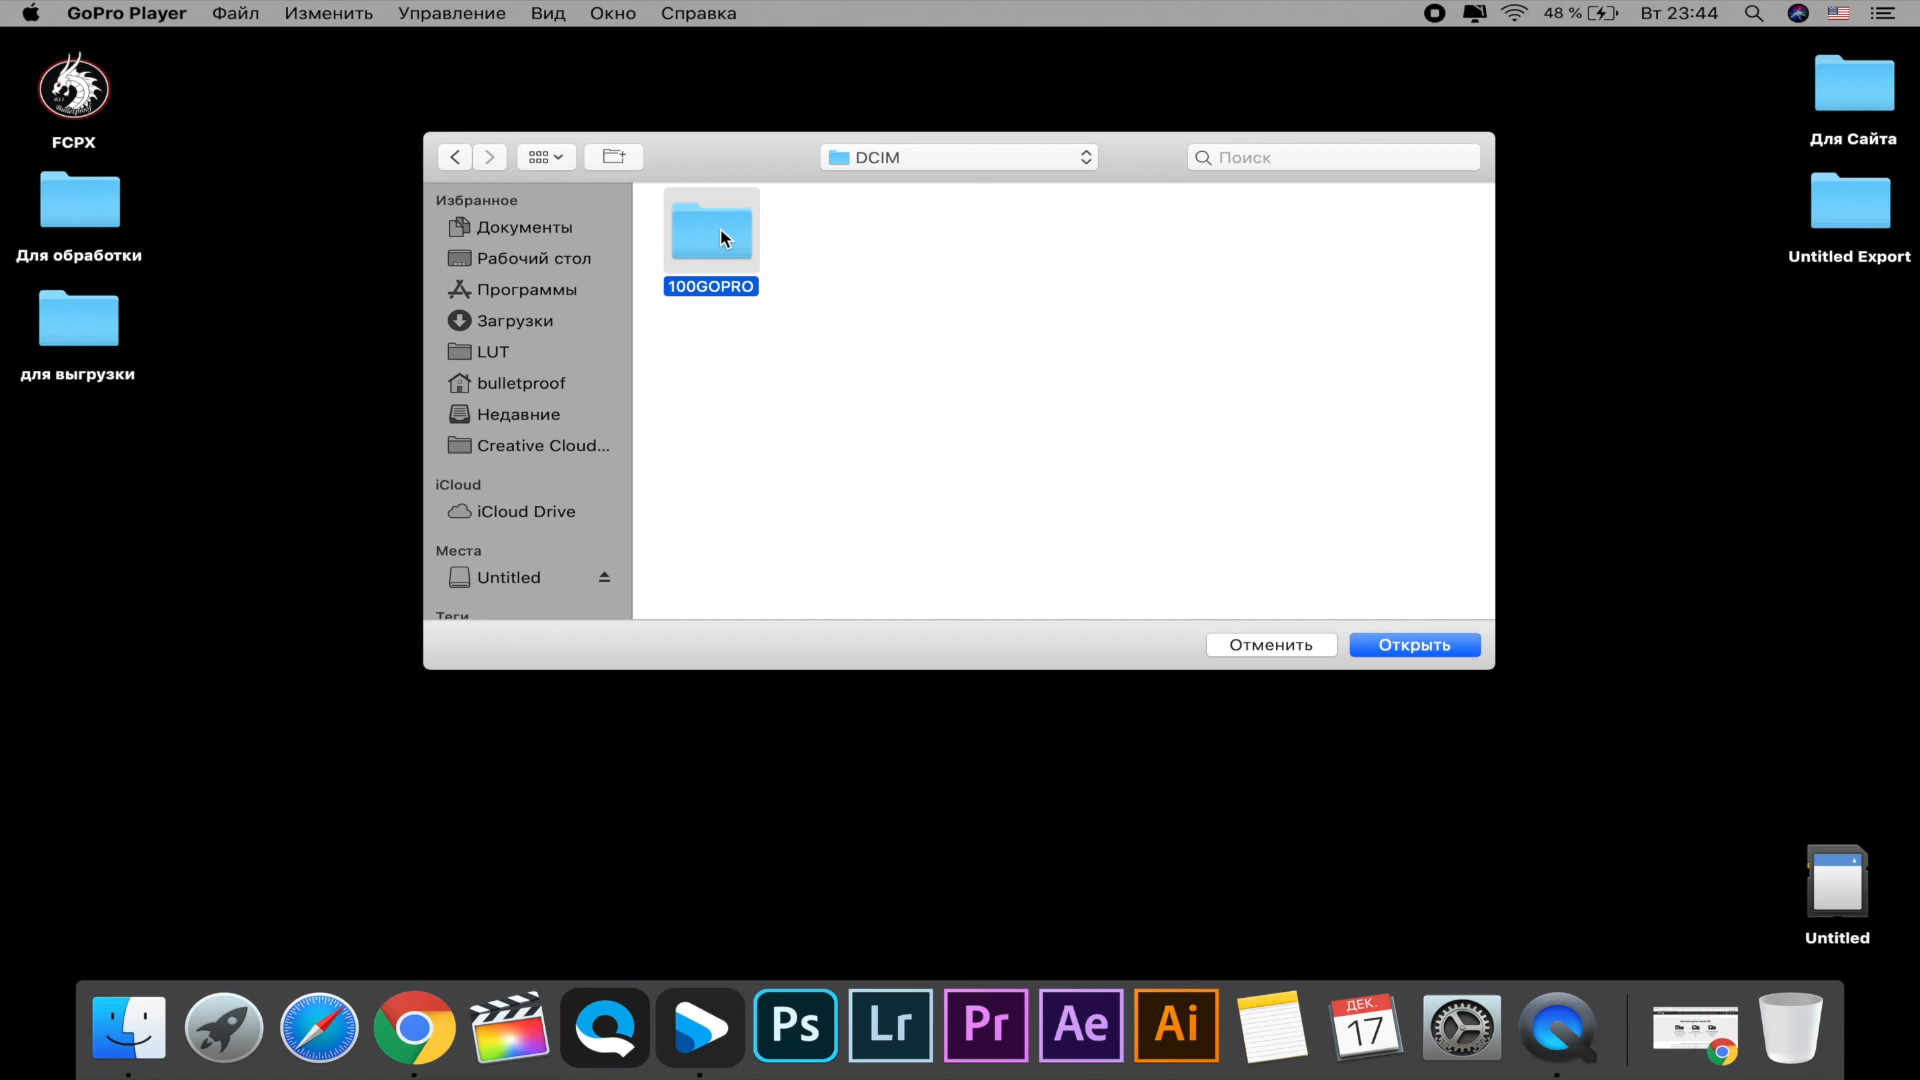 GoPro Player Файл Изменить Управление Вид Окно Справка 48 % Вт 23:44
FCPX
Для обработки
для выгрузки
Для Сайта
Untitled Export
DCIM
Поиск
Избранное
Документы
Рабочий стол
Программы
Загрузки
LUT
bulletproof
Недавние
Creative Cloud...
iCloud
iCloud Drive
Места
Untitled
Теги
100GOPRO
Отменить Открыть
Untitled
Ps Lr Pr Ae Ai
ДЕК.
17